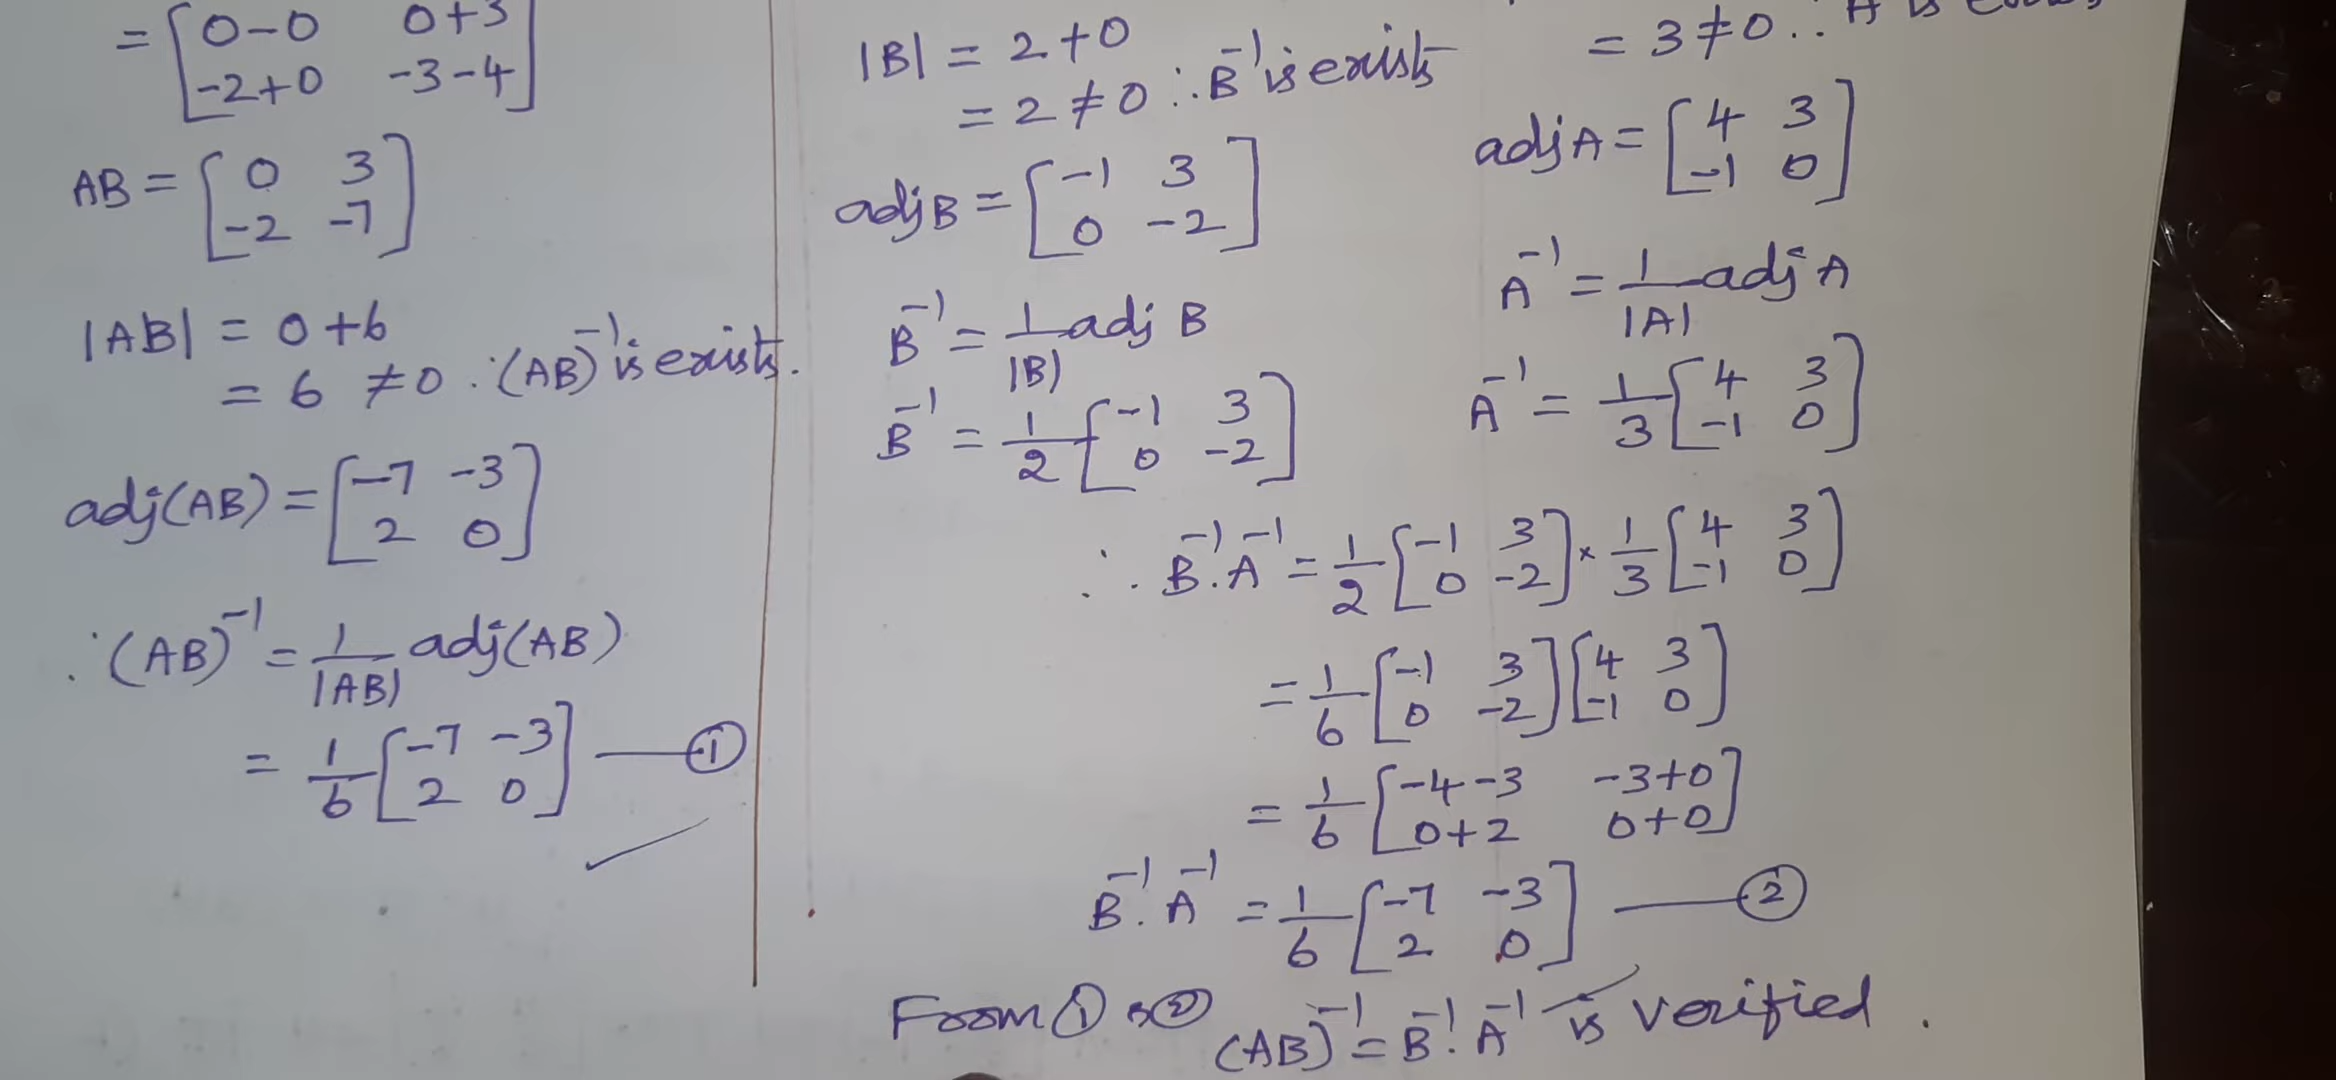 = [0-0 0+3
-2+0 -3-4]
AB = [0 3
-2 -7]
|AB| = 0+6
= 6 ≠0 ∴(AB)⁻¹ is exists.
adj(AB) = [-7 -3
2 0]
∴(AB)⁻¹ = 1/|AB| adj(AB)
= 1/6 [-7 -3
2 0] —①
|B| = 2+0
= 2 ≠0 ∴B⁻¹ is exists
adj B = [-1 3
0 -2]
B⁻¹ = 1/|B| adj B
B⁻¹ = 1/2 [-1 3
0 -2]
= 3≠0 ∴ A is
adj A = [4 3
-1 0]
A⁻¹ = 1/|A| adj A
A⁻¹ = 1/3 [4 3
-1 0]
∴ B⁻¹.A⁻¹ = 1/2 [-1 3
0 -2] × 1/3 [4 3
-1 0]
= 1/6 [-1 3
0 -2] [4 3
-1 0]
= 1/6 [-4-3 -3+0
0+2 0+0]
B⁻¹.A⁻¹ = 1/6 [-7 -3
2 0] —②
From ① & ②
(AB)⁻¹ = B⁻¹.A⁻¹ is verified.